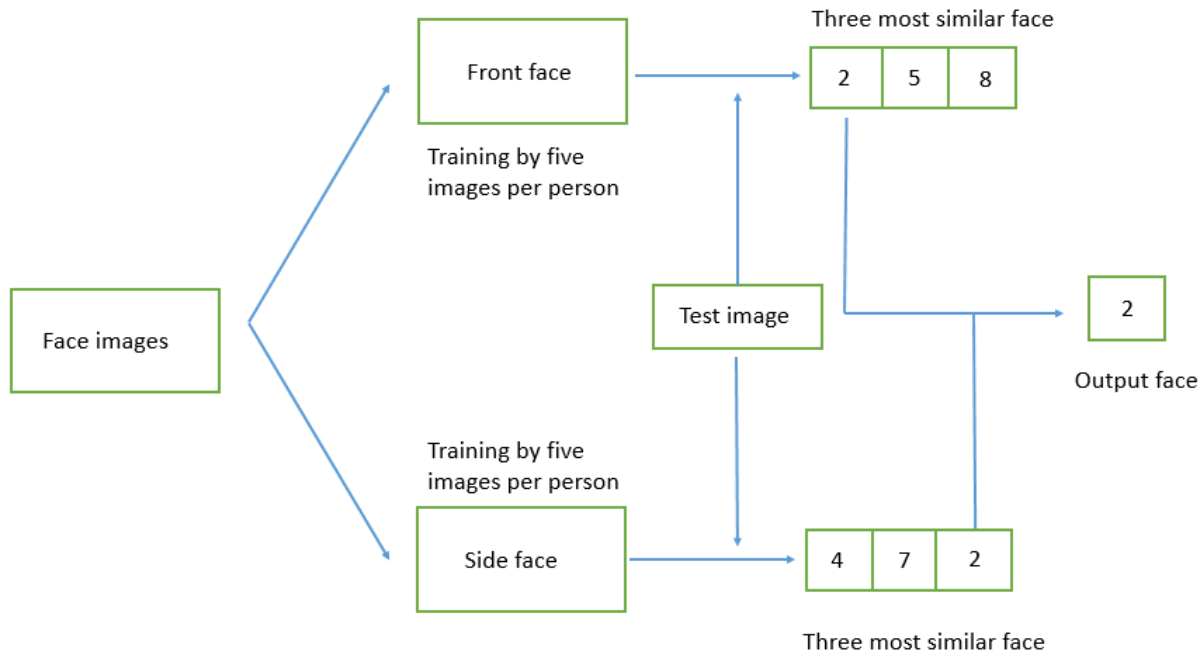 Three most similar face
Front face
2 5 8
Training by five
images per person
Face images
Test image
2
Output face
Training by five
images per person
Side face
4 7 2
Three most similar face